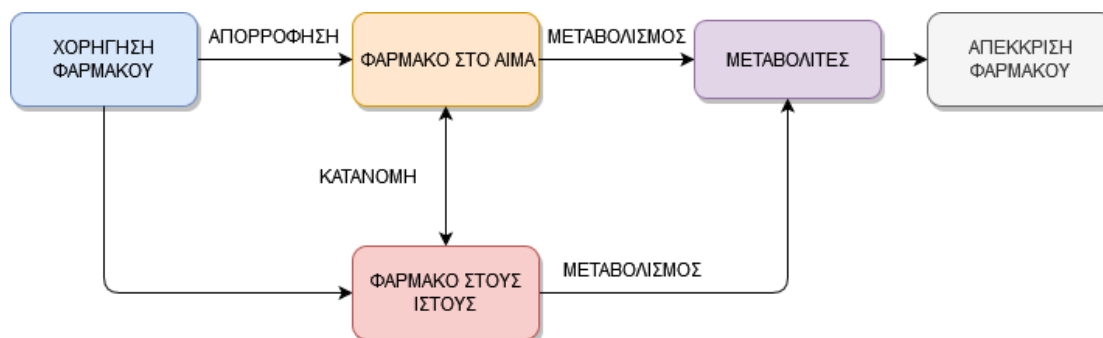 ΧΟΡΗΓΗΣΗ
ΦΑΡΜΑΚΟΥ
ΑΠΟΡΡΟΦΗΣΗ
ΦΑΡΜΑΚΟ ΣΤΟ ΑΙΜΑ
ΜΕΤΑΒΟΛΙΣΜΟΣ
ΜΕΤΑΒΟΛΙΤΕΣ
ΑΠΕΚΚΡΙΣΗ
ΦΑΡΜΑΚΟΥ
ΚΑΤΑΝΟΜΗ
ΦΑΡΜΑΚΟ ΣΤΟΥΣ
ΙΣΤΟΥΣ
ΜΕΤΑΒΟΛΙΣΜΟΣ